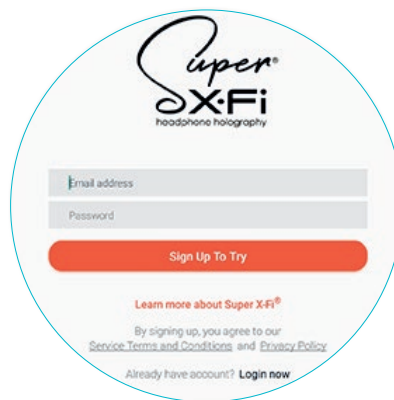 Super®
X-Fi
headphone holography
Email address
Password
Sign Up To Try
Learn more about Super X-Fi®
By signing up, you agree to our
Service Terms and Conditions and Privacy Policy
Already have account? Login now